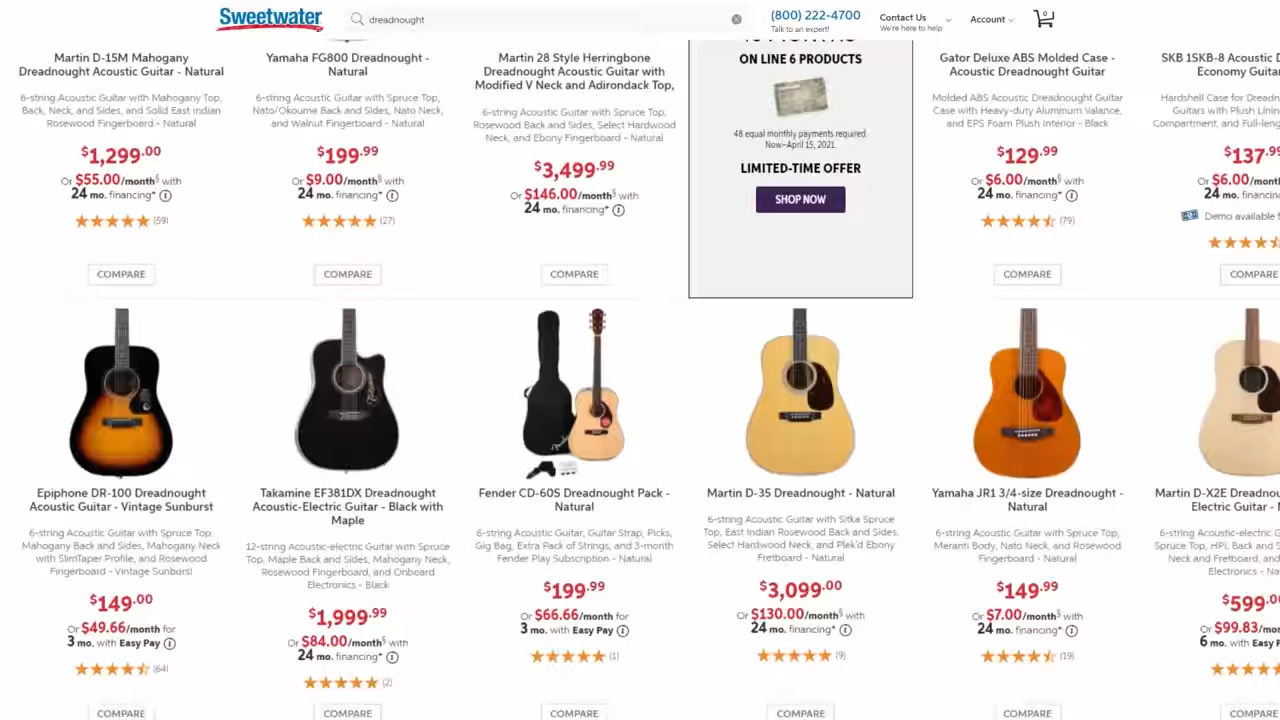 Sweetwater
dreadnought
(800) 222-4700
Talk to an expert!
Contact Us
We're here to help
Account
0
Martin D-15M Mahogany
Dreadnought Acoustic Guitar - Natural
6-string Acoustic Guitar with Mahogany Top,
Back, Neck, and Sides, and Solid East Indian
Rosewood Fingerboard - Natural
$1,299.00
Or $55.00/month§ with
24 mo. financing* i
(59)
COMPARE
Yamaha FG800 Dreadnought -
Natural
6-string Acoustic Guitar with Spruce Top,
Nato/Okoume Back and Sides, Nato Neck,
and Walnut Fingerboard - Natural
$199.99
Or $9.00/month§ with
24 mo. financing* i
(27)
COMPARE
Martin 28 Style Herringbone
Dreadnought Acoustic Guitar with
Modified V Neck and Adirondack Top,
6-string Acoustic Guitar with Spruce Top,
Rosewood Back and Sides, Select Hardwood
Neck, and Ebony Fingerboard - Natural
$3,499.99
Or $146.00/month§ with
24 mo. financing* i
COMPARE
ON LINE 6 PRODUCTS
48 equal monthly payments required.
Now–April 15, 2021.
LIMITED-TIME OFFER
SHOP NOW
Gator Deluxe ABS Molded Case -
Acoustic Dreadnought Guitar
Molded ABS Acoustic Dreadnought Guitar
Case with Heavy-duty Aluminum Valance,
and EPS Foam Plush Interior - Black
$129.99
Or $6.00/month§ with
24 mo. financing* i
(79)
COMPARE
SKB 1SKB-8 Acoustic D
Economy Guita
Hardshell Case for Dreadn
Guitars with Plush Linin
Compartment, and Full-leng
$137.99
Or $6.00/month
24 mo. financin
Demo available f
COMPARE
Epiphone DR-100 Dreadnought
Acoustic Guitar - Vintage Sunburst
6-string Acoustic Guitar with Spruce Top,
Mahogany Back and Sides, Mahogany Neck
with SlimTaper Profile, and Rosewood
Fingerboard - Vintage Sunburst
$149.00
Or $49.66/month for
3 mo. with Easy Pay i
(64)
COMPARE
Takamine EF381DX Dreadnought
Acoustic-Electric Guitar - Black with
Maple
12-string Acoustic-electric Guitar with Spruce
Top, Maple Back and Sides, Mahogany Neck,
Rosewood Fingerboard, and Onboard
Electronics - Black
$1,999.99
Or $84.00/month§ with
24 mo. financing* i
(2)
COMPARE
Fender CD-60S Dreadnought Pack -
Natural
6-string Acoustic Guitar, Guitar Strap, Picks,
Gig Bag, Extra Pack of Strings, and 3-month
Fender Play Subscription - Natural
$199.99
Or $66.66/month for
3 mo. with Easy Pay i
(1)
COMPARE
Martin D-35 Dreadnought - Natural
6-string Acoustic Guitar with Sitka Spruce
Top, East Indian Rosewood Back and Sides,
Select Hardwood Neck, and Plek'd Ebony
Fretboard - Natural
$3,099.00
Or $130.00/month§ with
24 mo. financing* i
(9)
COMPARE
Yamaha JR1 3/4-size Dreadnought -
Natural
6-string Acoustic Guitar with Spruce Top,
Meranti Body, Nato Neck, and Rosewood
Fingerboard - Natural
$149.99
Or $7.00/month§ with
24 mo. financing* i
(19)
COMPARE
Martin D-X2E Dreadnou
Electric Guitar - N
6-string Acoustic-electric G
Spruce Top, HPL Back and S
Neck and Fretboard, and
Electronics - Na
$599.00
Or $99.83/mon
6 mo. with Easy P
COMPARE